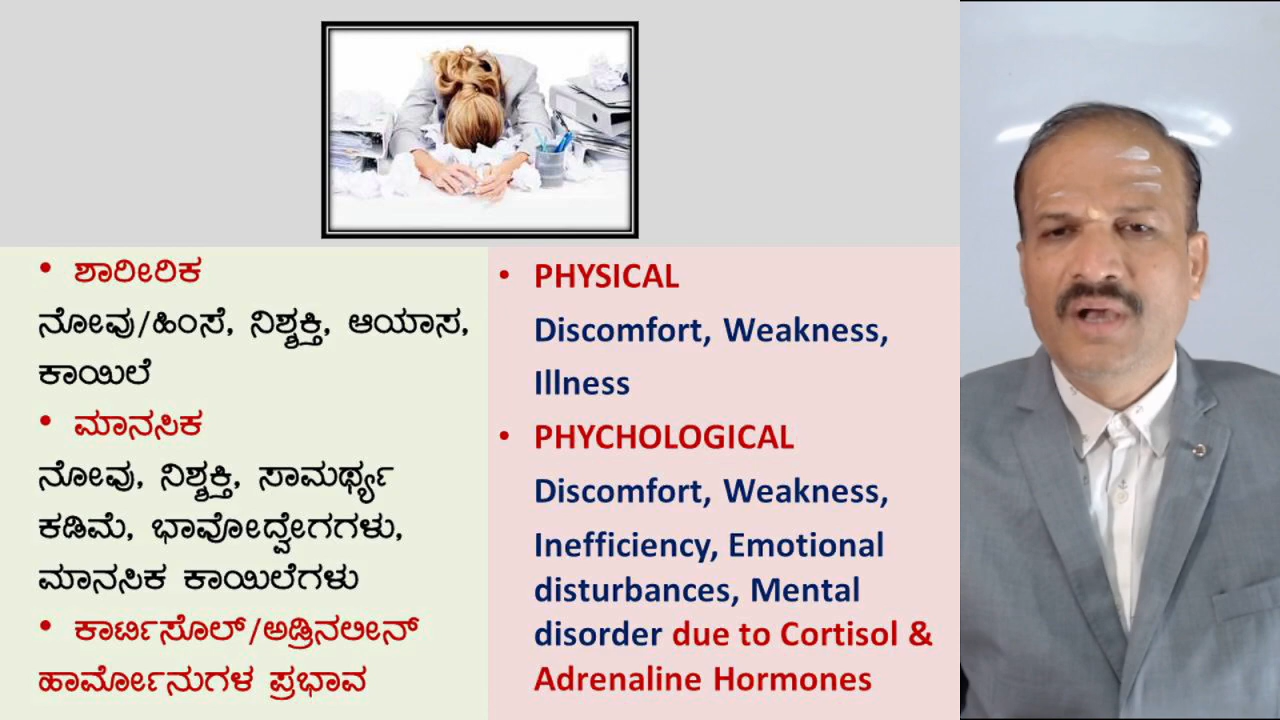 • ಶಾರೀರಿಕ
ನೋವು/ಹಿಂಸೆ, ನಿಶ್ಶಕ್ತಿ, ಆಯಾಸ,
ಕಾಯಿಲೆ
• ಮಾನಸಿಕ
ನೋವು, ನಿಶ್ಶಕ್ತಿ, ಸಾಮರ್ಥ್ಯ
ಕಡಿಮೆ, ಭಾವೋದ್ವೇಗಗಳು,
ಮಾನಸಿಕ ಕಾಯಿಲೆಗಳು
• ಕಾರ್ಟಿಸೊಲ್/ಅಡ್ರಿನಲೀನ್
ಹಾರ್ಮೋನುಗಳ ಪ್ರಭಾವ
• PHYSICAL
Discomfort, Weakness,
Illness
• PHYCHOLOGICAL
Discomfort, Weakness,
Inefficiency, Emotional
disturbances, Mental
disorder due to Cortisol &
Adrenaline Hormones